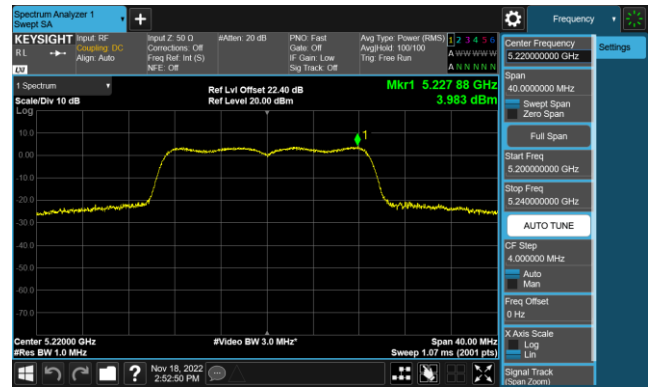 Spectrum Analyzer 1
Swept SA
Frequency
KEYSIGHT
RL
LXI
Input: RF
Coupling: DC
Align: Auto
Input Z: 50 Ω
Corrections: Off
Freq Ref: Int (S)
NFE: Off
#Atten: 20 dB
PNO: Fast
Gate: Off
IF Gain: Low
Sig Track: Off
Avg Type: Power (RMS)
Avg|Hold: 100/100
Trig: Free Run
1 2 3 4 5 6
A W W W W W
A N N N N N
1 Spectrum
Scale/Div 10 dB
Log
Ref Lvl Offset 22.40 dB
Ref Level 20.00 dBm
Mkr1 5.227 88 GHz
3.983 dBm
1
10.0
0.00
-10.0
-20.0
-30.0
-40.0
-50.0
-60.0
-70.0
Center 5.22000 GHz
#Res BW 1.0 MHz
#Video BW 3.0 MHz*
Span 40.00 MHz
Sweep 1.07 ms (2001 pts)
Center Frequency
5.220000000 GHz
Settings
Span
40.0000000 MHz
Swept Span
Zero Span
Full Span
Start Freq
5.200000000 GHz
Stop Freq
5.240000000 GHz
AUTO TUNE
CF Step
4.000000 MHz
Auto
Man
Freq Offset
0 Hz
X Axis Scale
Log
Lin
Signal Track
(Span Zoom)
?
Nov 18, 2022
2:52:50 PM